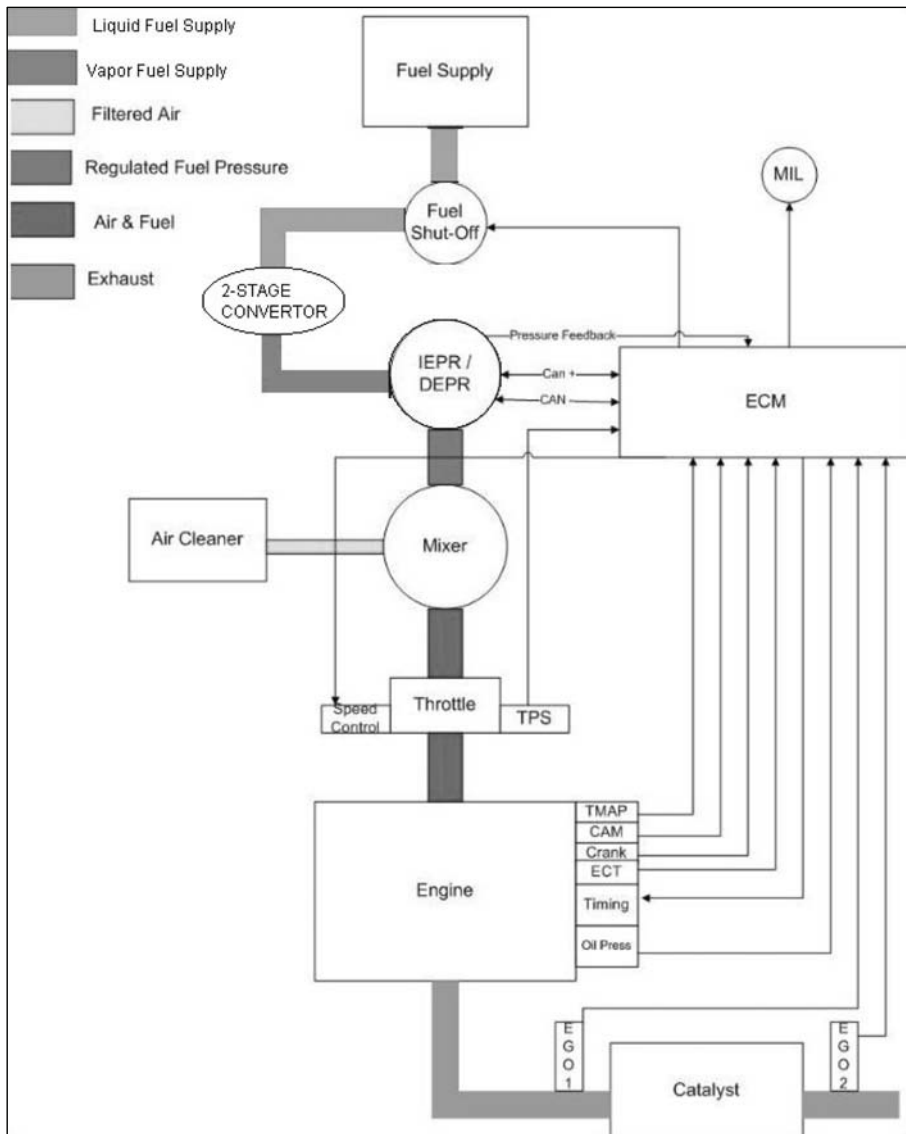 Liquid Fuel Supply
Vapor Fuel Supply
Filtered Air
Regulated Fuel Pressure
Air & Fuel
Exhaust
Fuel Supply
MIL
Fuel
Shut-Off
2-STAGE
CONVERTOR
IEPR /
DEPR
Pressure Feedback
Can +
CAN
ECM
Air Cleaner
Mixer
Speed
Control
Throttle
TPS
Engine
TMAP
CAM
Crank
ECT
Timing
Oil Press
E
G
O
1
Catalyst
E
G
O
2